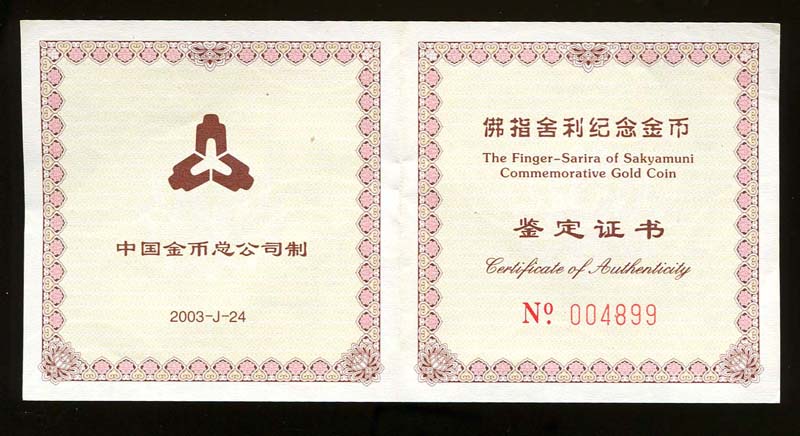 中国金币总公司制
2003-J-24
佛指舍利纪念金币
The Finger-Sarira of Sakyamuni
Commemorative Gold Coin
鉴定证书
Certificate of Authenticity
Nº. 004899